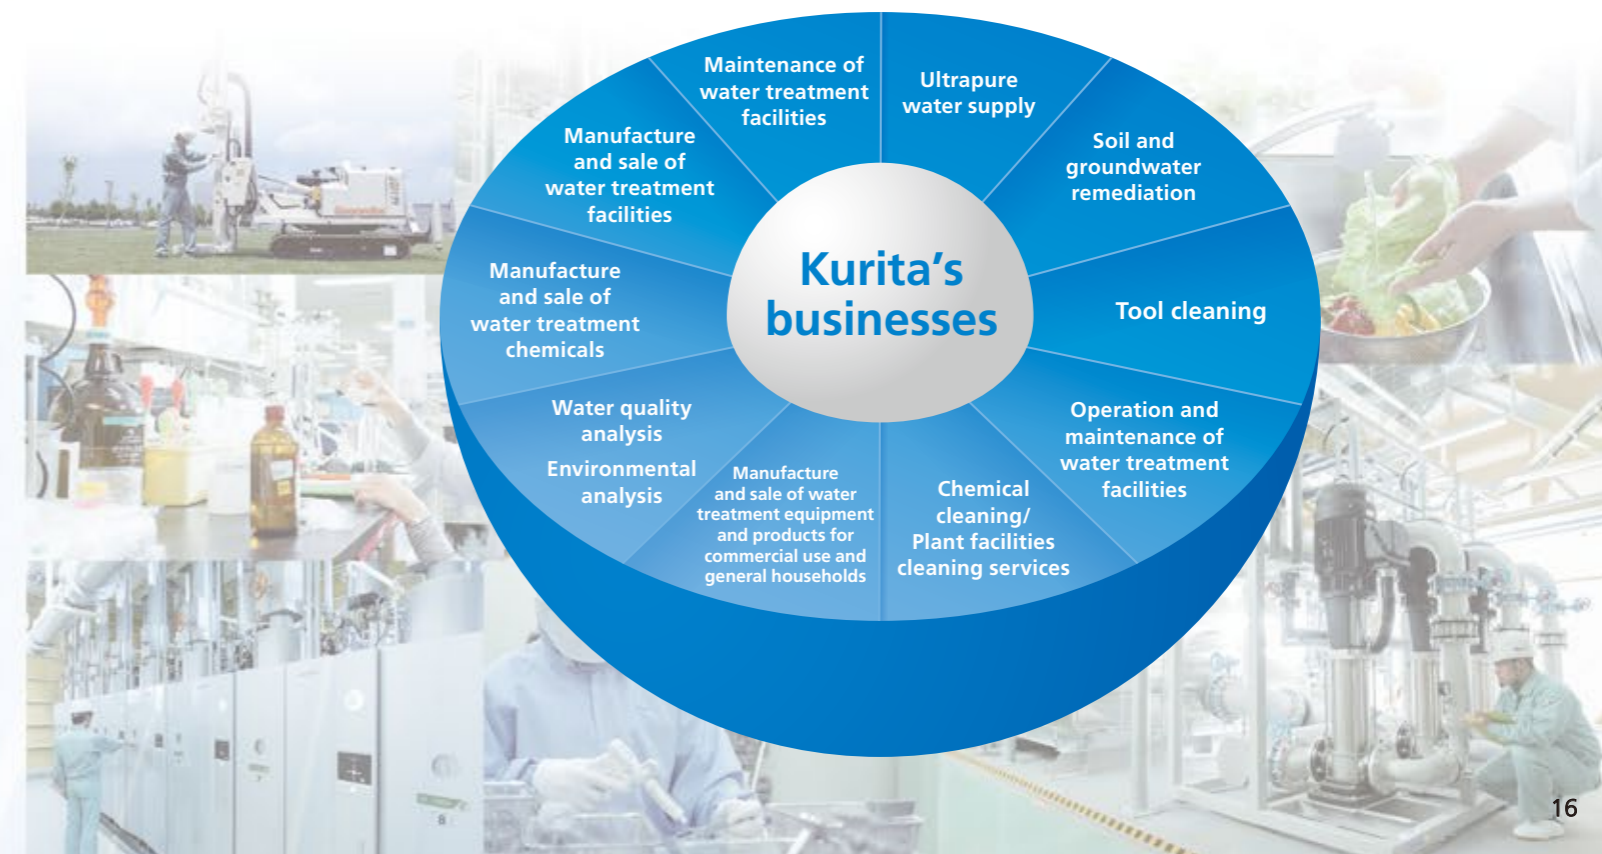 Maintenance of
water treatment
facilities
Ultrapure
water supply
Soil and
groundwater
remediation
Tool cleaning
Operation and
maintenance of
water treatment
facilities
Chemical
cleaning/
Plant facilities
cleaning services
Manufacture
and sale of water
treatment equipment
and products for
commercial use and
general households
Water quality
analysis
Environmental
analysis
Manufacture
and sale of
water treatment
chemicals
Manufacture
and sale of
water treatment
facilities
Kurita’s
businesses
16